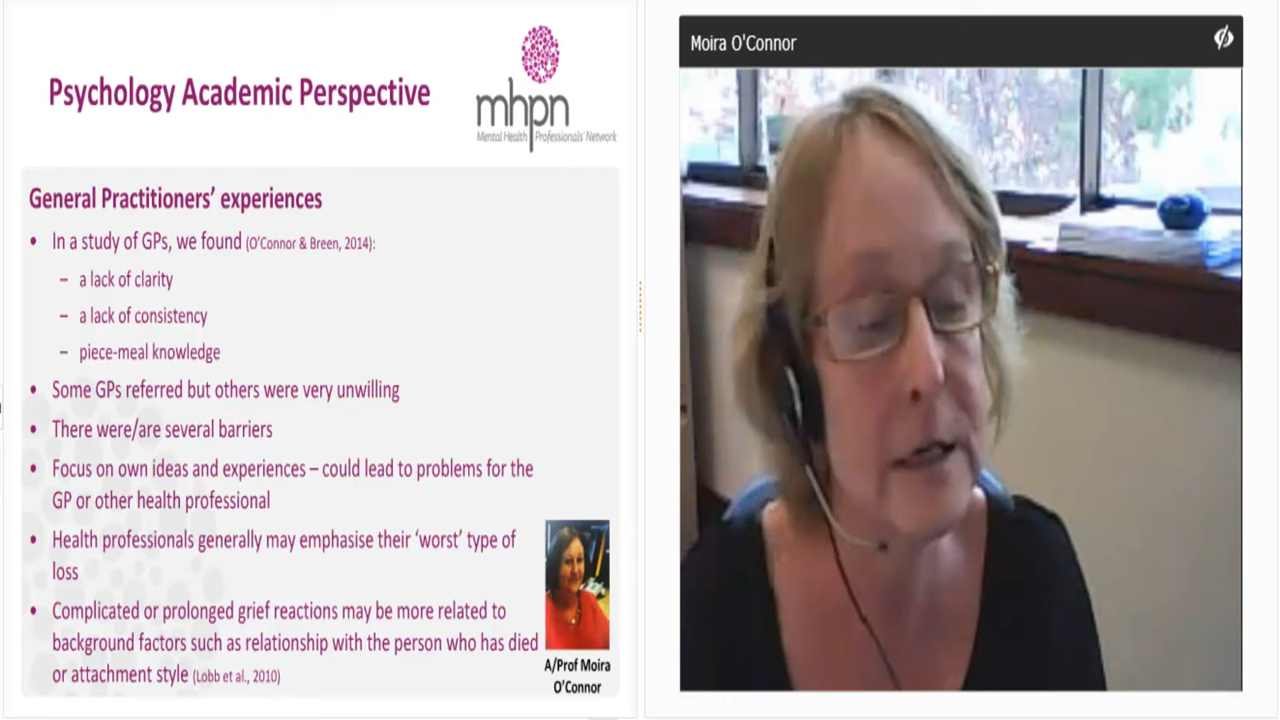 Psychology Academic Perspective
mhpn
Mental Health Professionals' Network
General Practitioners' experiences
• In a study of GPs, we found (O'Connor & Breen, 2014):
– a lack of clarity
– a lack of consistency
– piece-meal knowledge
• Some GPs referred but others were very unwilling
• There were/are several barriers
• Focus on own ideas and experiences – could lead to problems for the
GP or other health professional
• Health professionals generally may emphasise their 'worst' type of
loss
• Complicated or prolonged grief reactions may be more related to
background factors such as relationship with the person who has died
or attachment style (Lobb et al., 2010)
A/Prof Moira
O'Connor
Moira O'Connor